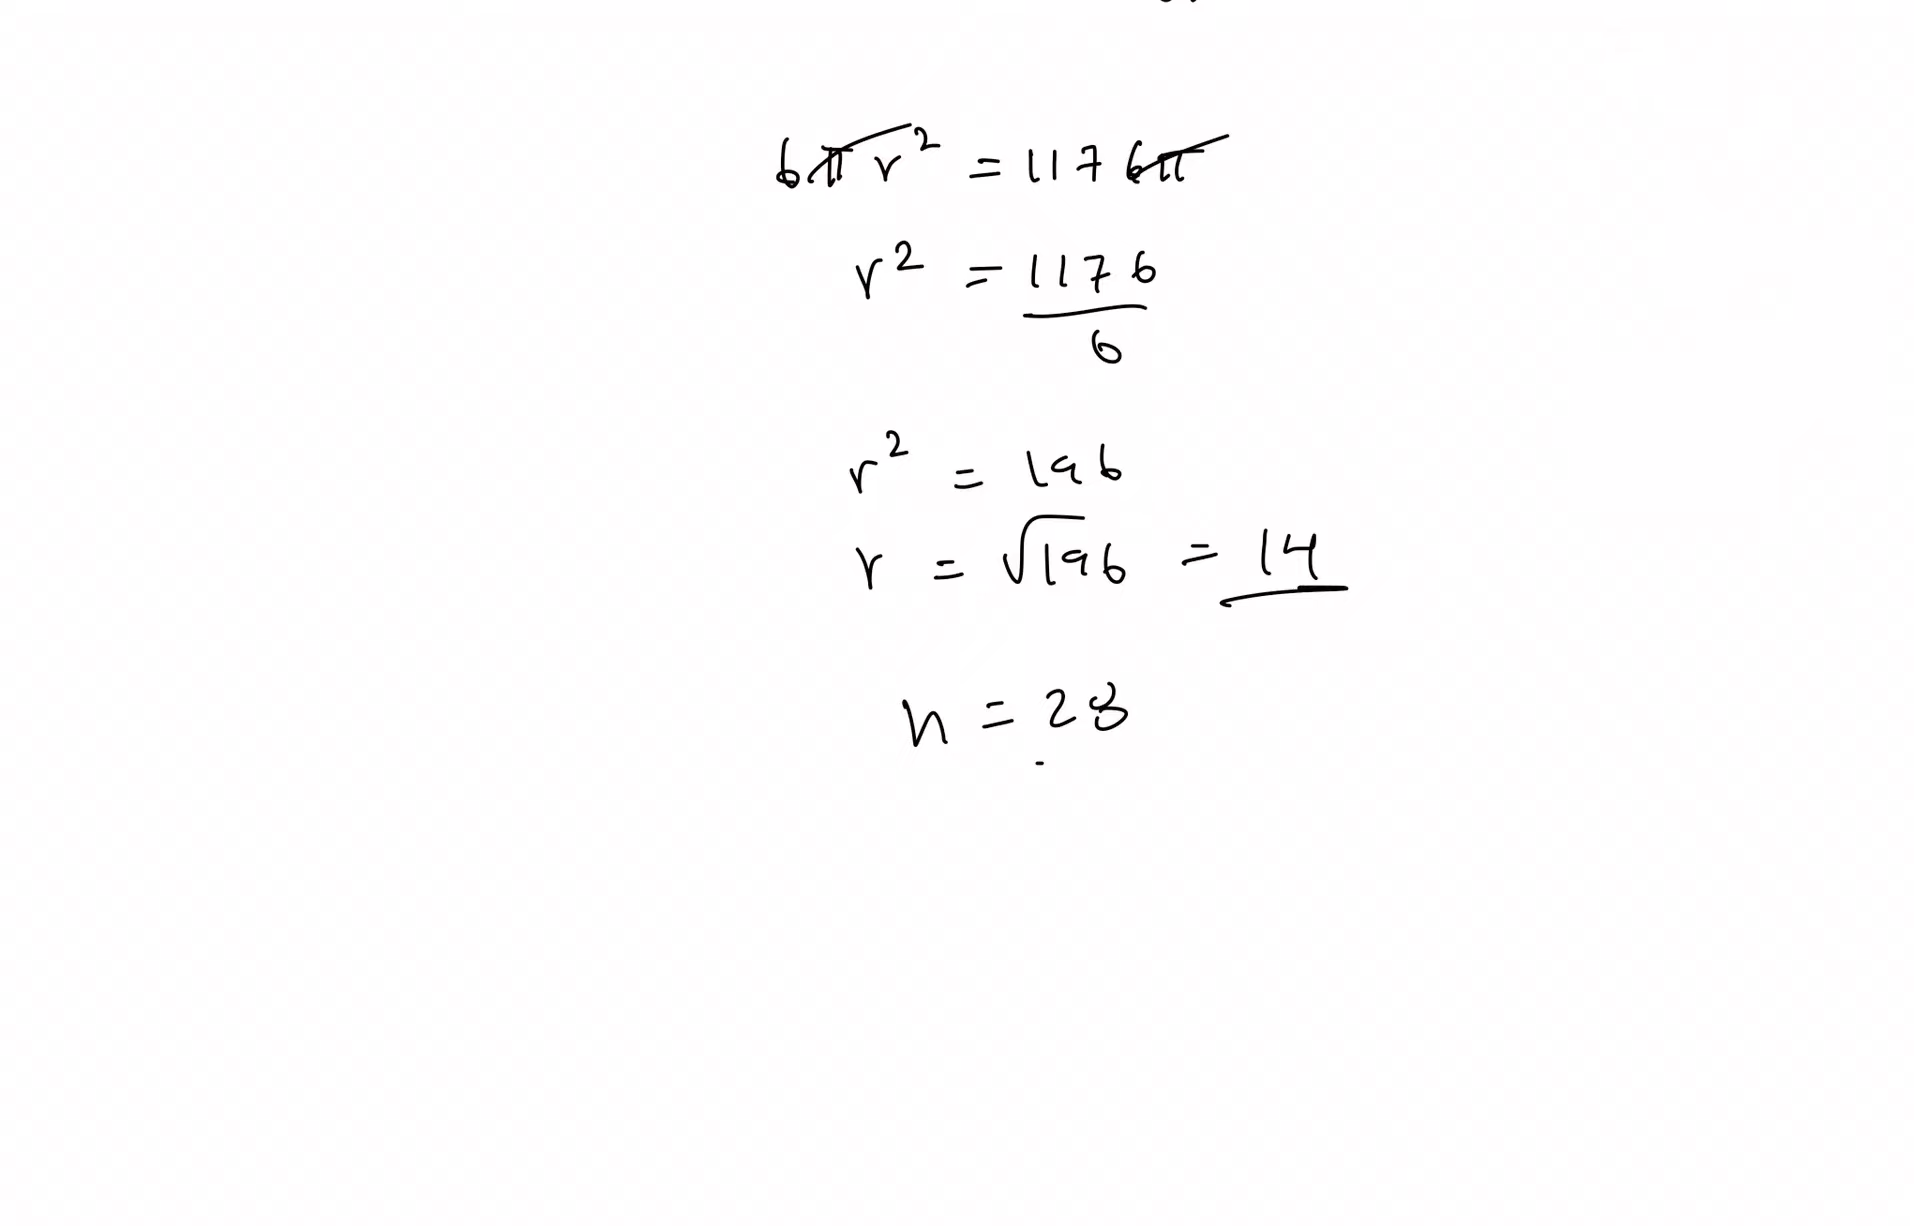 6π r² = 1176π
r² = 1176/6
r² = 196
r = √196 = 14
h = 28